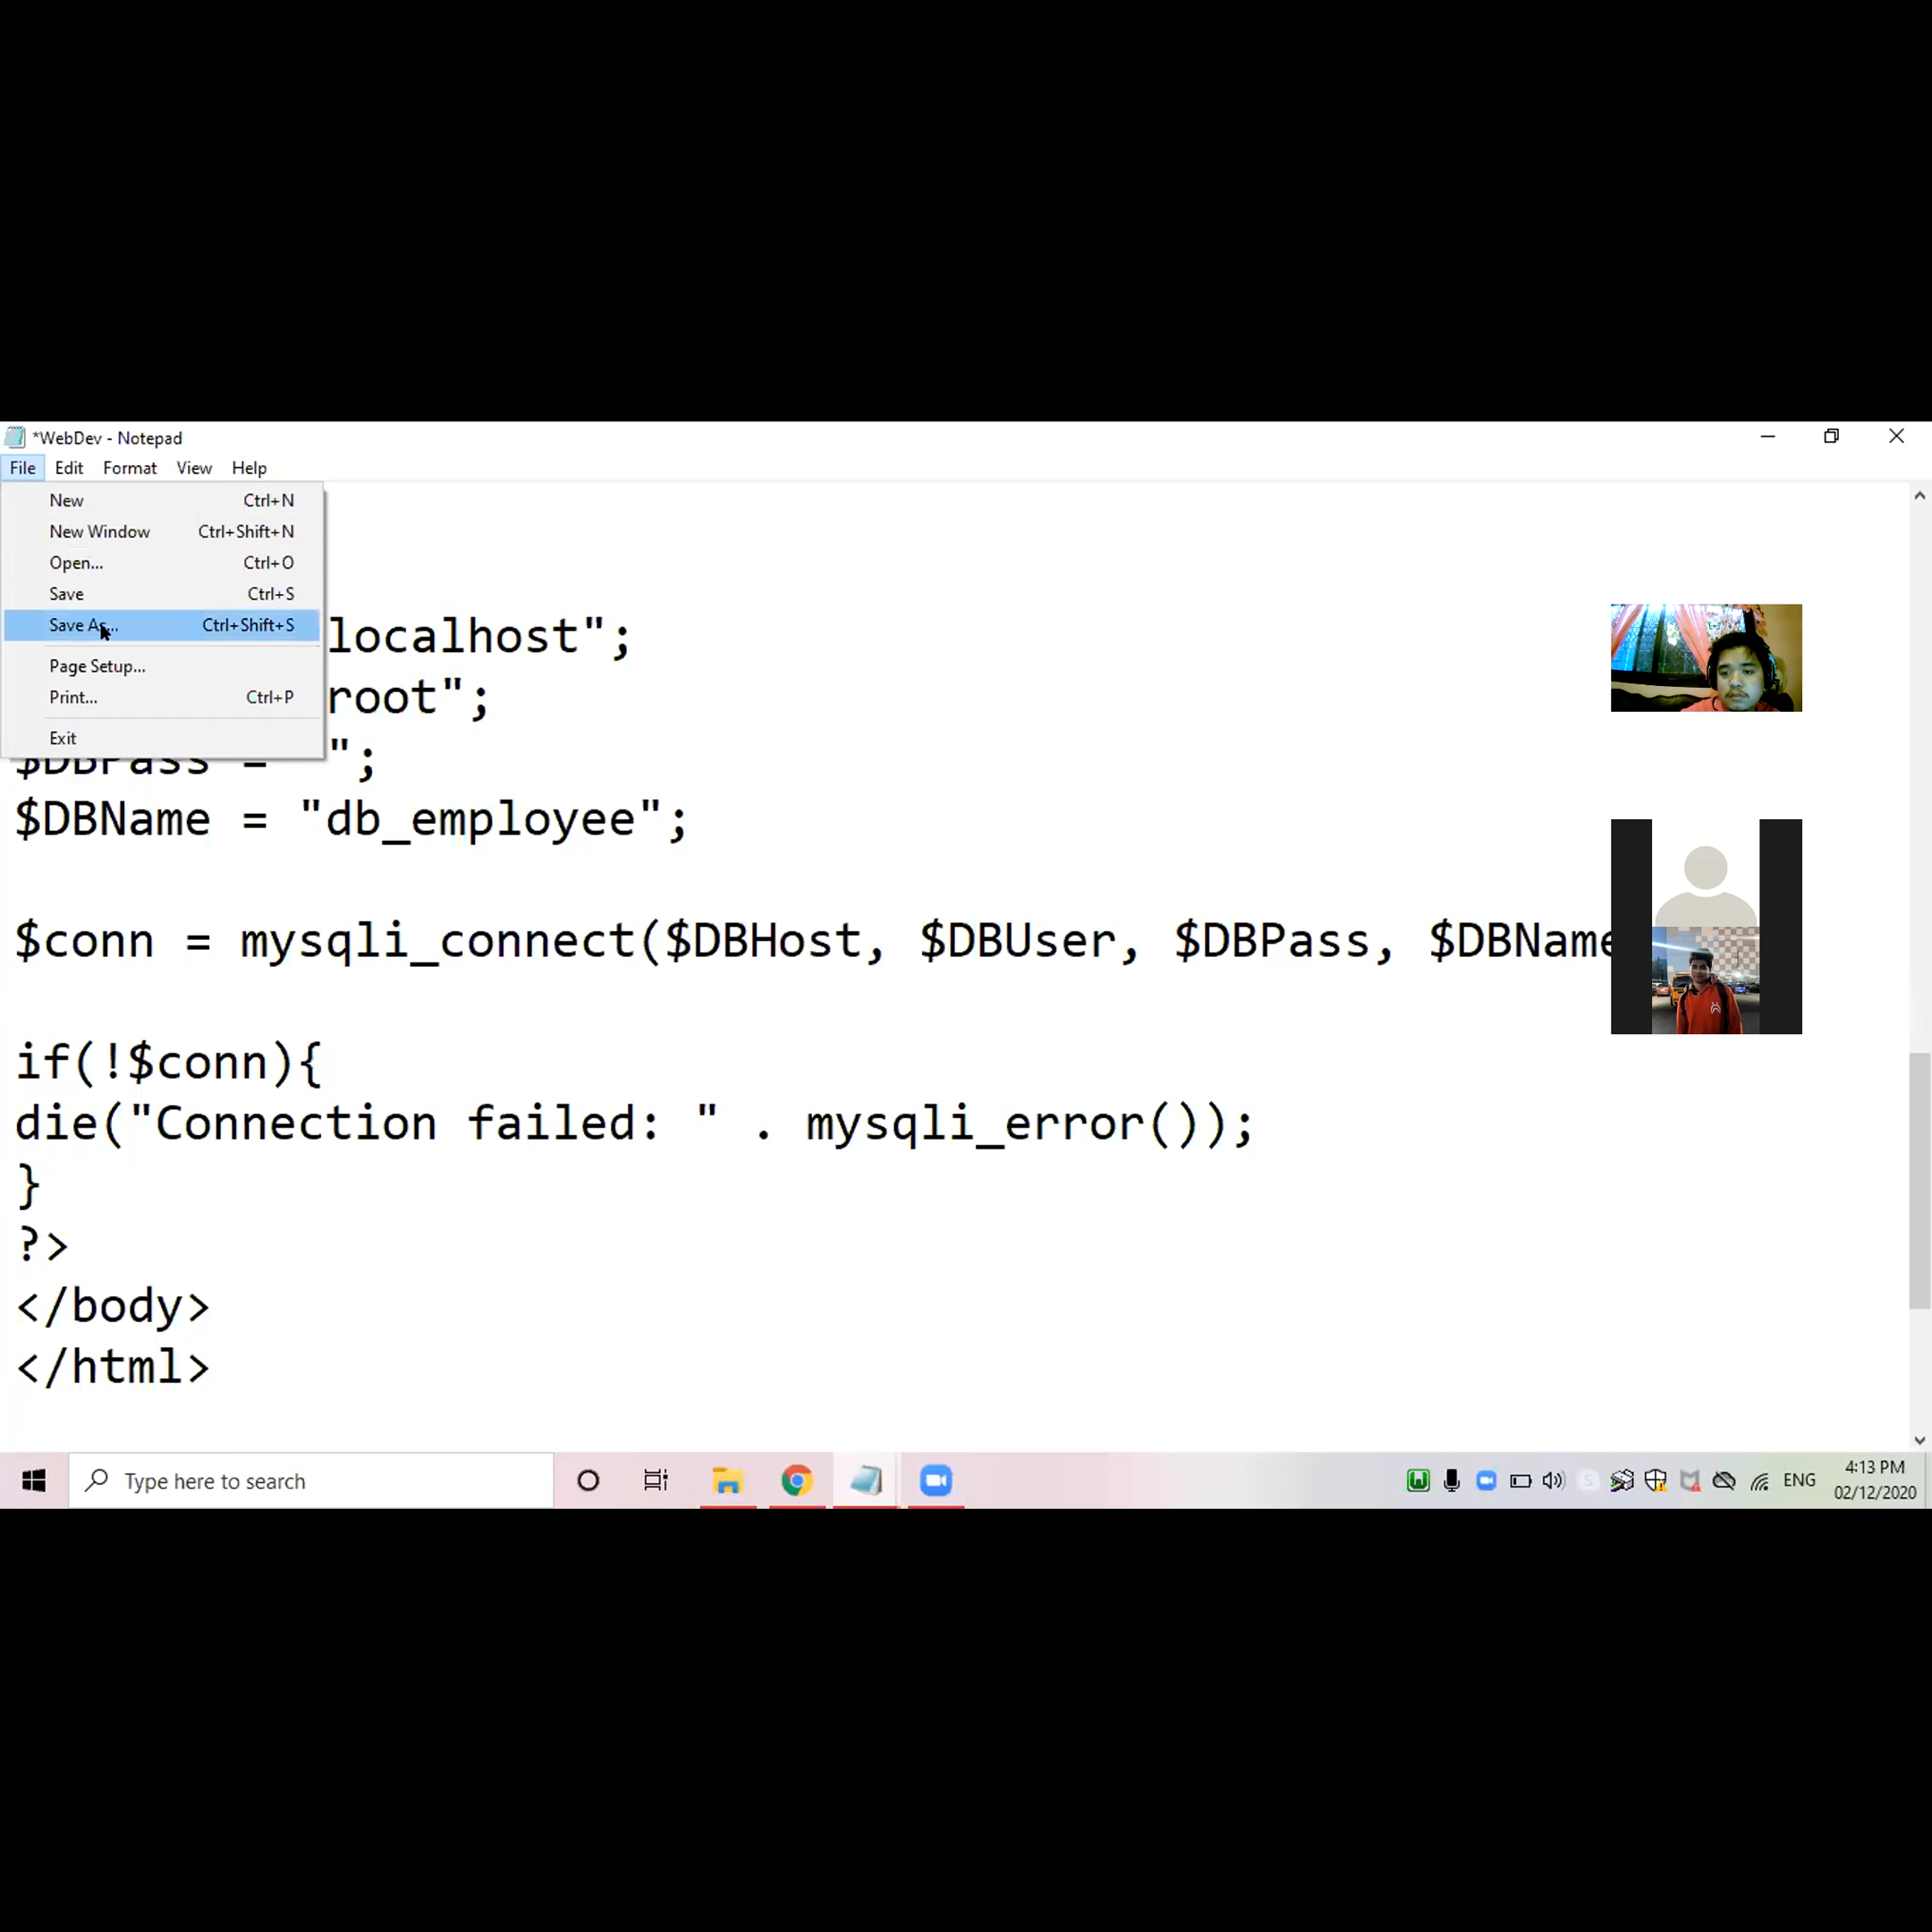 *WebDev - Notepad
File Edit Format View Help
New Ctrl+N
New Window Ctrl+Shift+N
Open... Ctrl+O
Save Ctrl+S
Save As... Ctrl+Shift+S
Page Setup...
Print... Ctrl+P
Exit
localhost";
root";
$DBPass = ";
$DBName = "db_employee";
$conn = mysqli_connect($DBHost, $DBUser, $DBPass, $DBName
if(!$conn){
die("Connection failed: " . mysqli_error());
}
?>
</body>
</html>
Type here to search
ENG
4:13 PM
02/12/2020